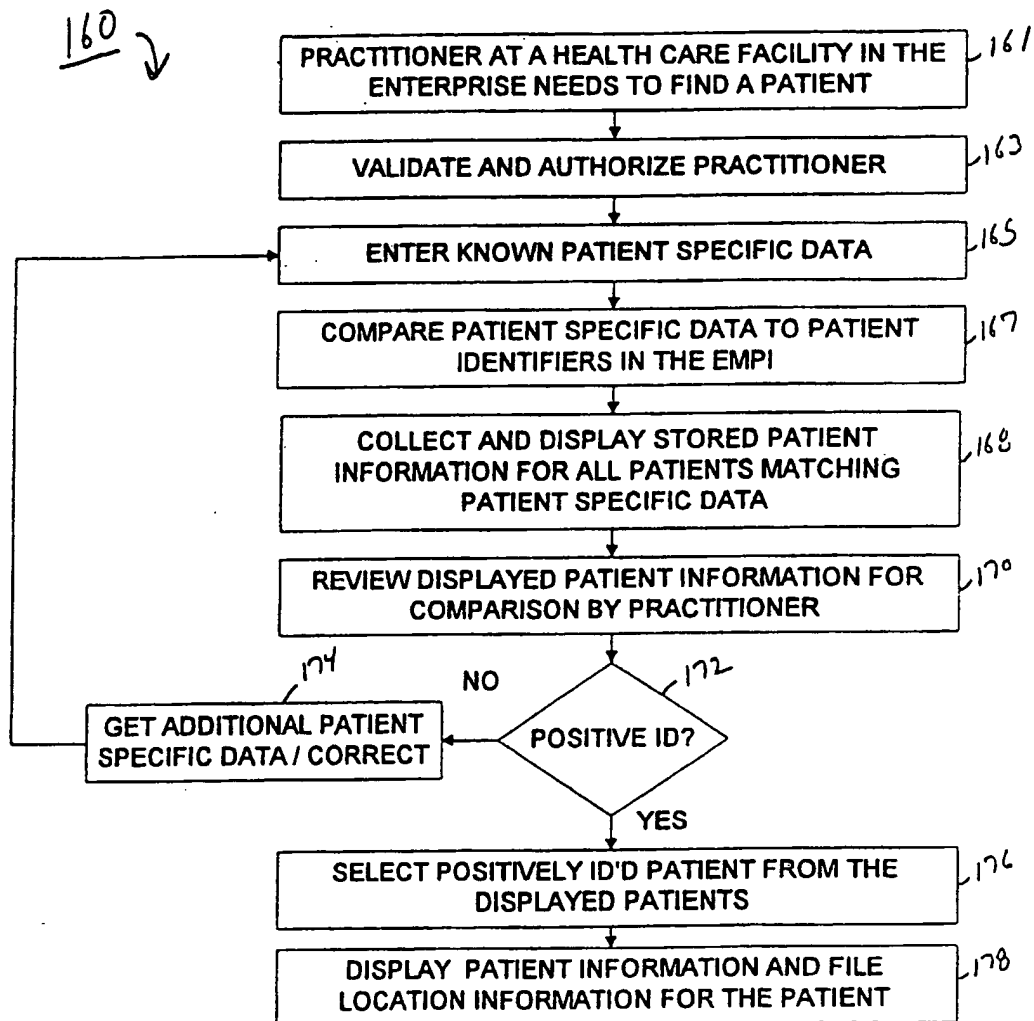 160
PRACTITIONER AT A HEALTH CARE FACILITY IN THE
ENTERPRISE NEEDS TO FIND A PATIENT
161
VALIDATE AND AUTHORIZE PRACTITIONER
163
ENTER KNOWN PATIENT SPECIFIC DATA
165
COMPARE PATIENT SPECIFIC DATA TO PATIENT
IDENTIFIERS IN THE EMPI
167
COLLECT AND DISPLAY STORED PATIENT
INFORMATION FOR ALL PATIENTS MATCHING
PATIENT SPECIFIC DATA
168
REVIEW DISPLAYED PATIENT INFORMATION FOR
COMPARISON BY PRACTITIONER
170
174
NO
172
GET ADDITIONAL PATIENT
SPECIFIC DATA / CORRECT
POSITIVE ID?
YES
SELECT POSITIVELY ID'D PATIENT FROM THE
DISPLAYED PATIENTS
176
DISPLAY PATIENT INFORMATION AND FILE
LOCATION INFORMATION FOR THE PATIENT
178